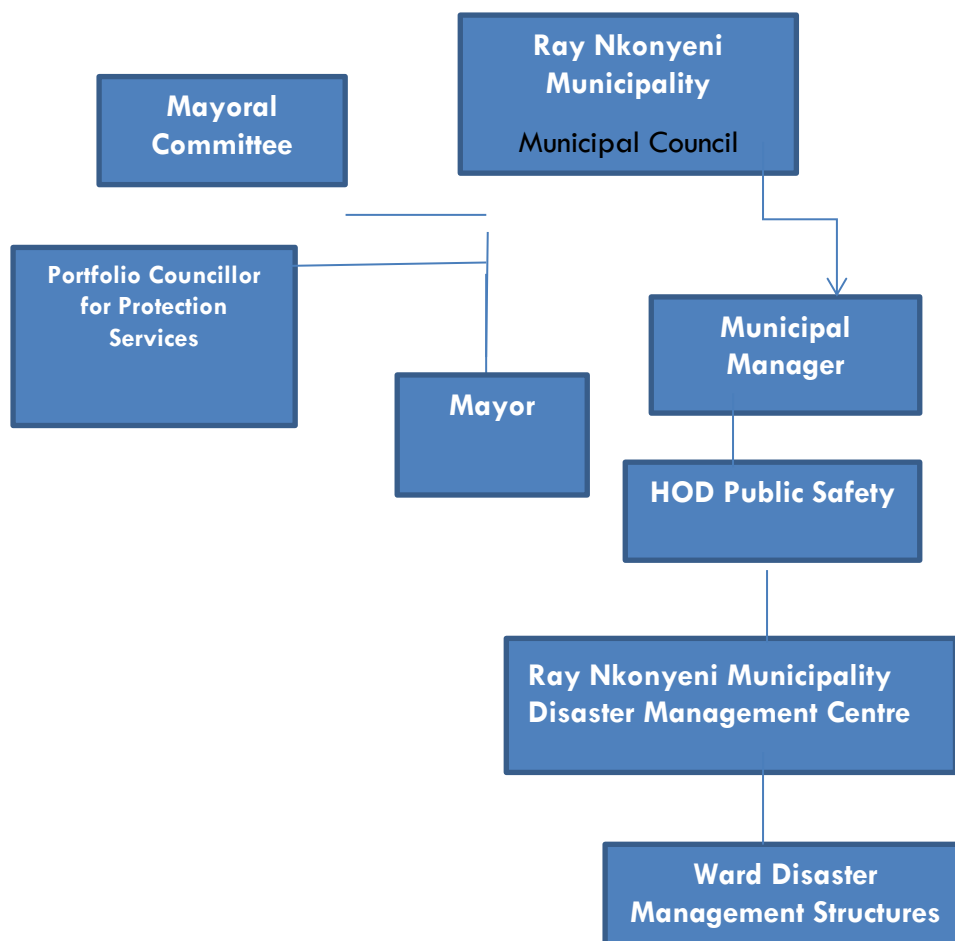 Ray Nkonyeni
Municipality
Municipal Council
Mayoral
Committee
Portfolio Councillor
for Protection
Services
Municipal
Manager
Mayor
HOD Public Safety
Ray Nkonyeni Municipality
Disaster Management Centre
Ward Disaster
Management Structures